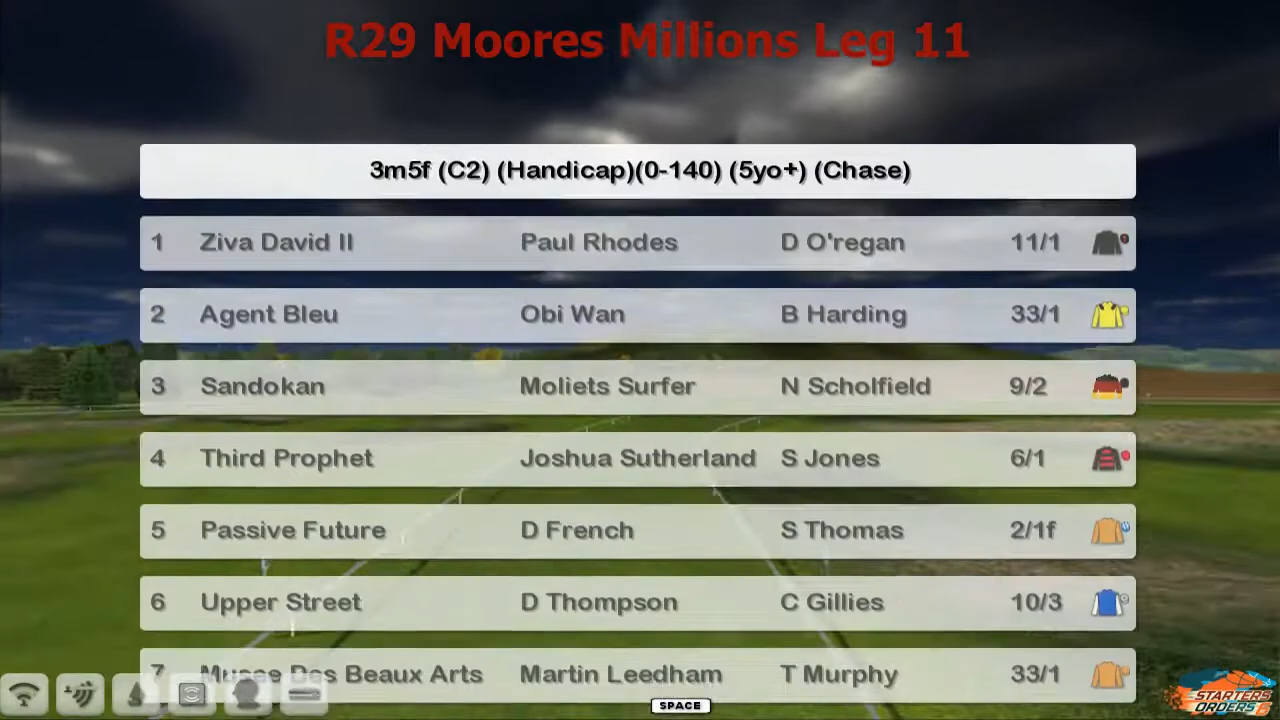 R29 Moores Millions Leg 11
3m5f (C2) (Handicap)(0-140) (5yo+) (Chase)
1 Ziva David II Paul Rhodes D O'regan 11/1
2 Agent Bleu Obi Wan B Harding 33/1
3 Sandokan Moliets Surfer N Scholfield 9/2
4 Third Prophet Joshua Sutherland S Jones 6/1
5 Passive Future D French S Thomas 2/1f
6 Upper Street D Thompson C Gillies 10/3
7 Musee Des Beaux Arts Martin Leedham T Murphy 33/1
SPACE
STARTERS
ORDERS 6